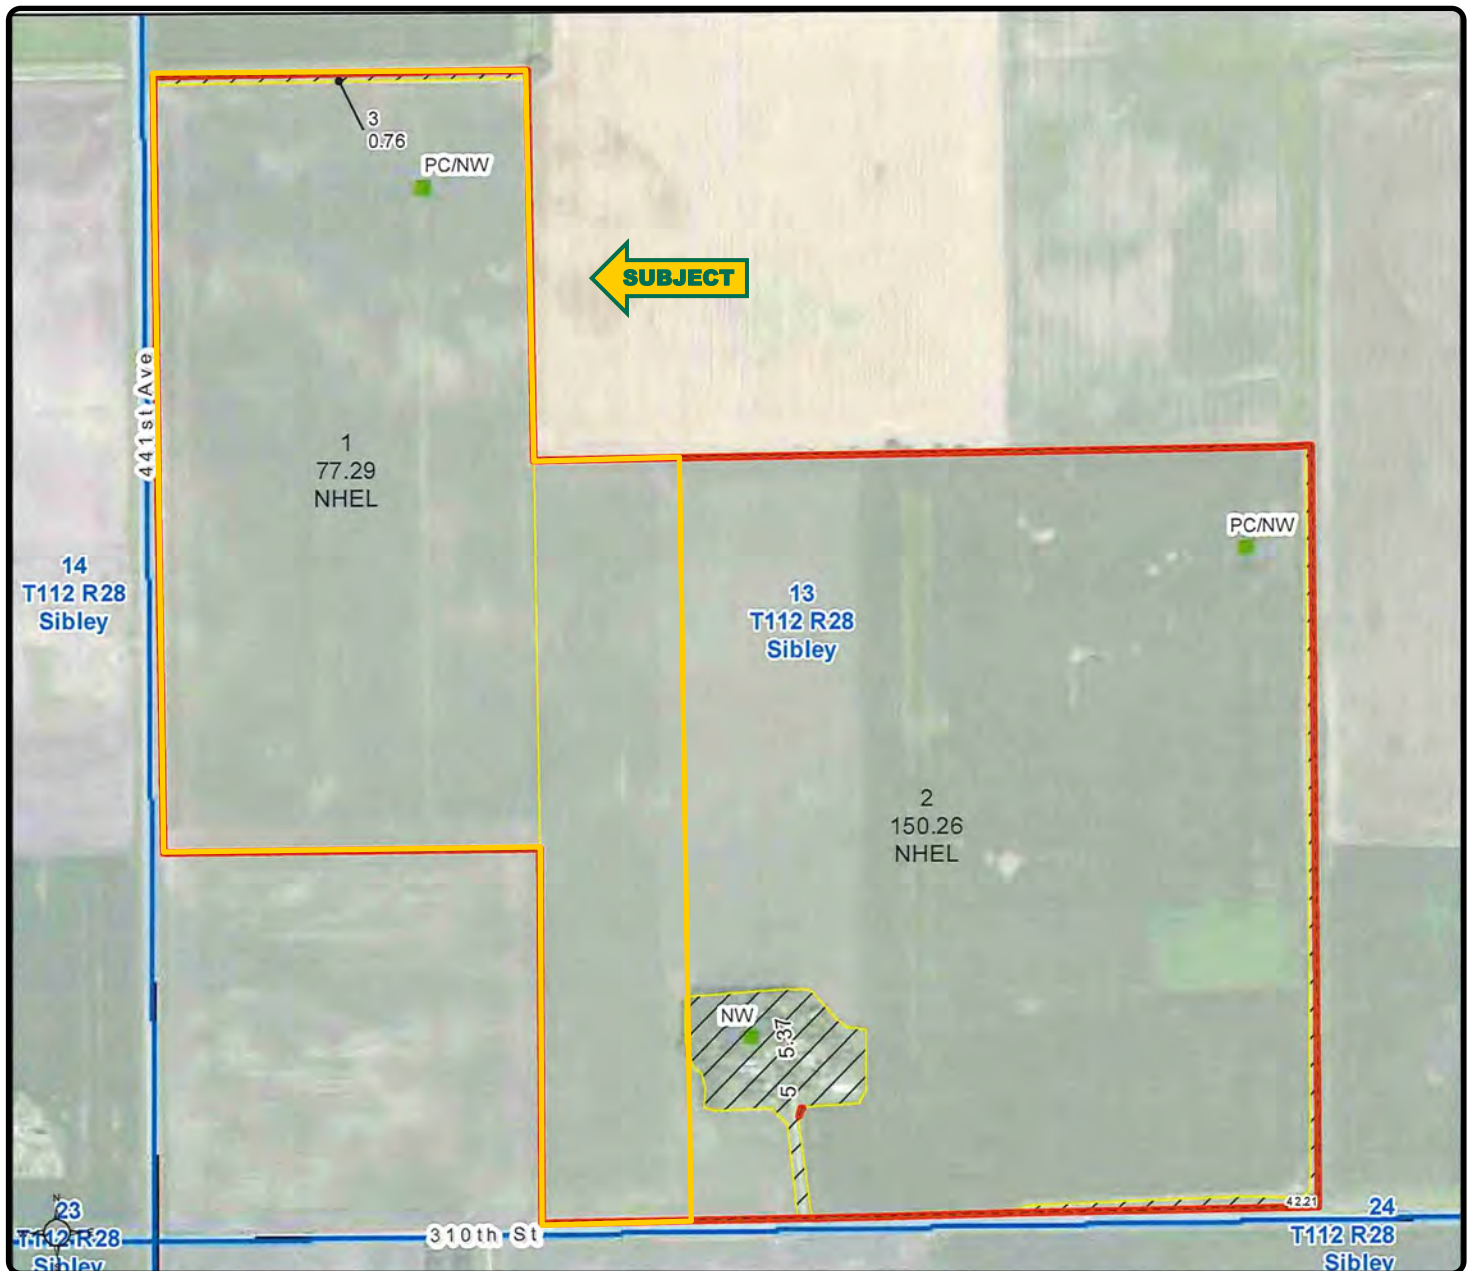 3
0.76
PC/NW
SUBJECT
441st Ave
1
77.29
NHEL
PC/NW
14
T112 R28
Sibley
13
T112 R28
Sibley
2
150.26
NHEL
NW
5
5.37
N
23
T112 R28
Sibley
310th St
4 2.21
24
T112 R28
Sibley